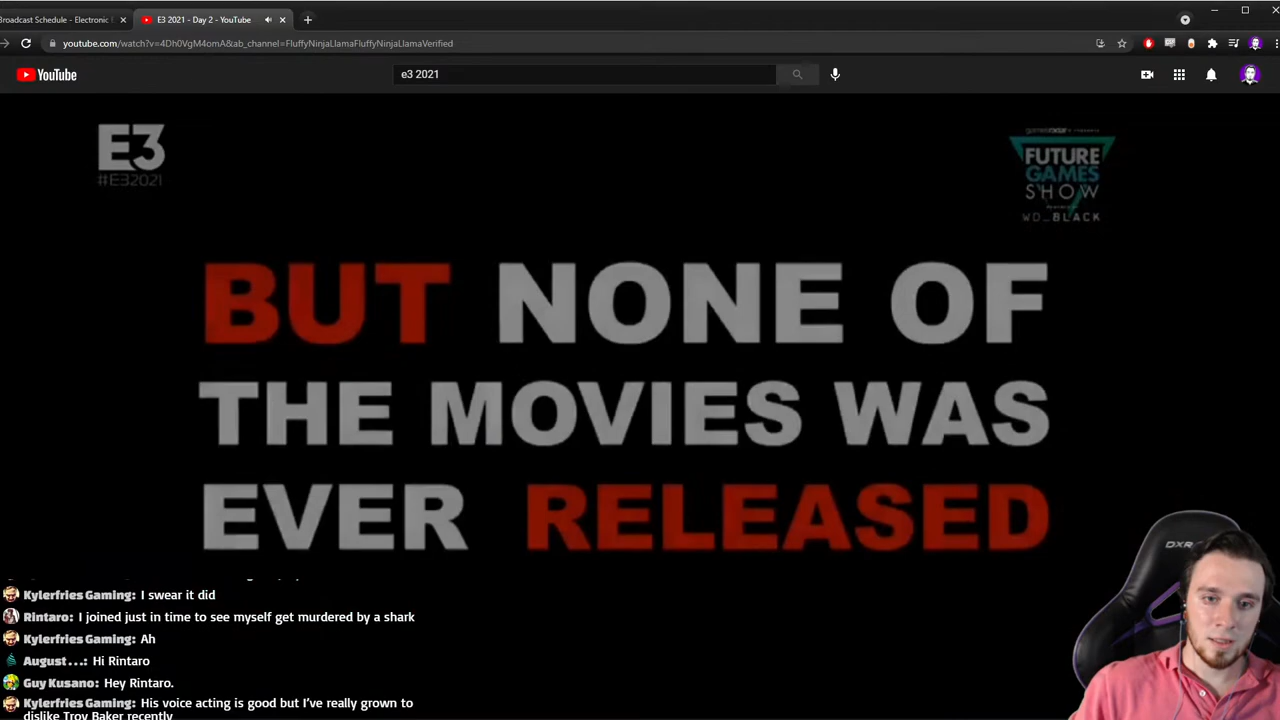 Broadcast Schedule - Electronic E
E3 2021 - Day 2 - YouTube
youtube.com/watch?v=4Dh0VgM4omA&ab_channel=FluffyNinjaLlamaFluffyNinjaLlamaVerified
YouTube
e3 2021
E3
#E32021
gamesradar+ PRESENTS
FUTURE
GAMES
SHOW
WD_BLACK
BUT NONE OF
THE MOVIES WAS
EVER RELEASED
Kylerfries Gaming: I swear it did
Rintaro: I joined just in time to see myself get murdered by a shark
Kylerfries Gaming: Ah
August...: Hi Rintaro
Guy Kusano: Hey Rintaro.
Kylerfries Gaming: His voice acting is good but I've really grown to
dislike Troy Baker recently
DXR